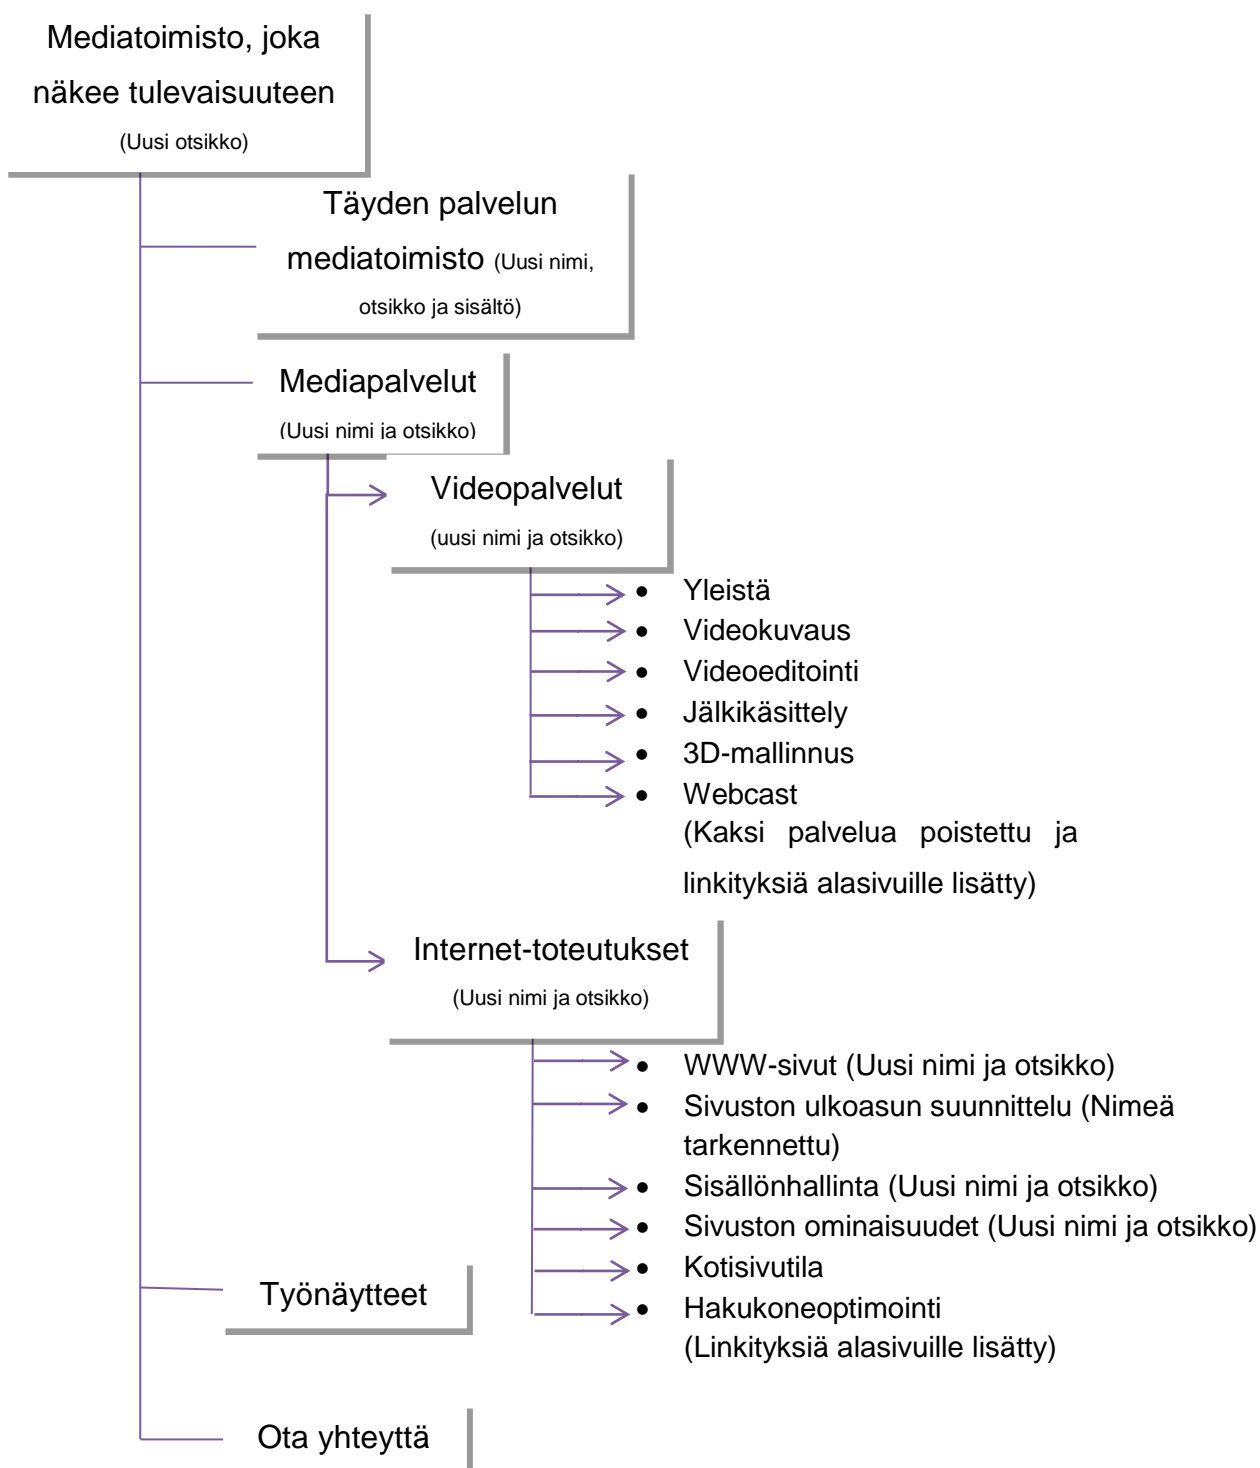 Mediatoimisto, joka
näkee tulevaisuuteen
(Uusi otsikko)
Täyden palvelun
mediatoimisto (Uusi nimi,
otsikko ja sisältö)
Mediapalvelut
(Uusi nimi ja otsikko)
Videopalvelut
(uusi nimi ja otsikko)
• Yleistä
• Videokuvaus
• Videoeditointi
• Jälkikäsittely
• 3D-mallinnus
• Webcast
(Kaksi palvelua poistettu ja
linkityksiä alasivuille lisätty)
Internet-toteutukset
(Uusi nimi ja otsikko)
• WWW-sivut (Uusi nimi ja otsikko)
• Sivuston ulkoasun suunnittelu (Nimeä
tarkennettu)
• Sisällönhallinta (Uusi nimi ja otsikko)
• Sivuston ominaisuudet (Uusi nimi ja otsikko)
• Kotisivutila
• Hakukoneoptimointi
(Linkityksiä alasivuille lisätty)
Työnäytteet
Ota yhteyttä